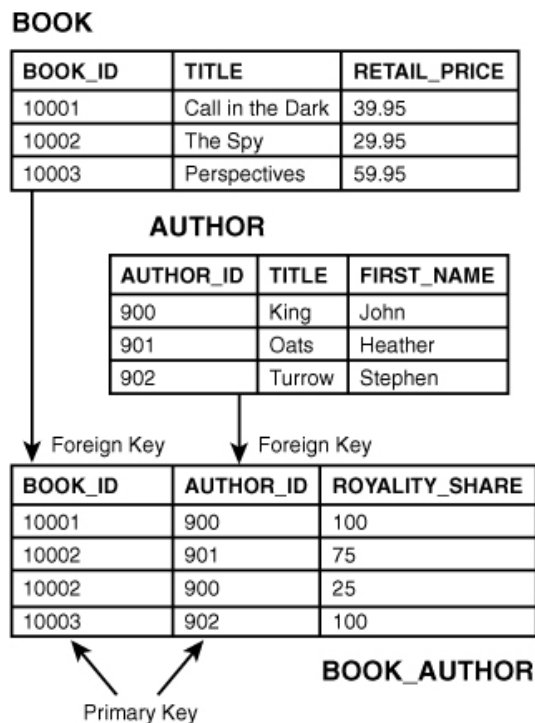 BOOK
BOOK_ID TITLE RETAIL_PRICE
10001 Call in the Dark 39.95
10002 The Spy 29.95
10003 Perspectives 59.95
AUTHOR
AUTHOR_ID TITLE FIRST_NAME
900 King John
901 Oats Heather
902 Turrow Stephen
Foreign Key Foreign Key
BOOK_ID AUTHOR_ID ROYALITY_SHARE
10001 900 100
10002 901 75
10002 900 25
10003 902 100
BOOK_AUTHOR
Primary Key